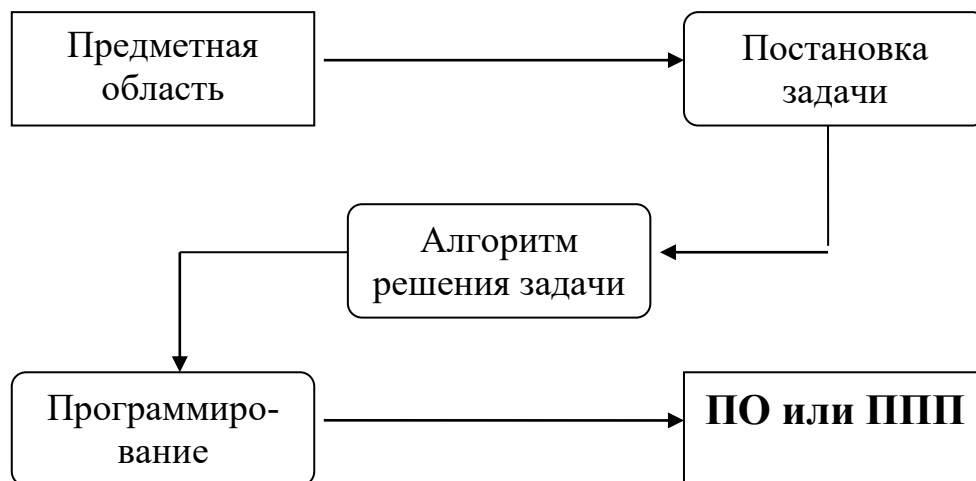 Предметная
область
Постановка
задачи
Алгоритм
решения задачи
Программиро-
вание
ПО или ППП